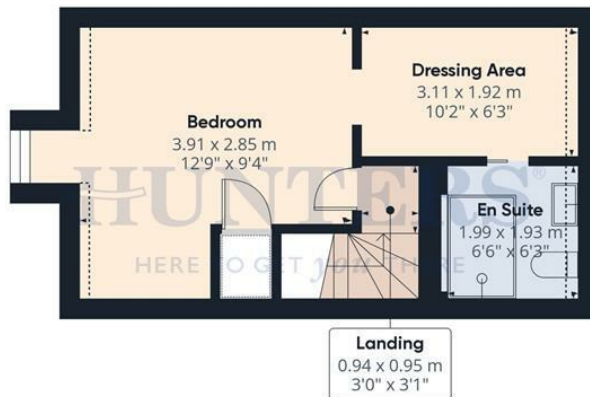 Bedroom
3.91 x 2.85 m
12'9" x 9'4"
Dressing Area
3.11 x 1.92 m
10'2" x 6'3"
HUNTERS®
HERE TO GET you THERE
En Suite
1.99 x 1.93 m
6'6" x 6'3"
Landing
0.94 x 0.95 m
3'0" x 3'1"